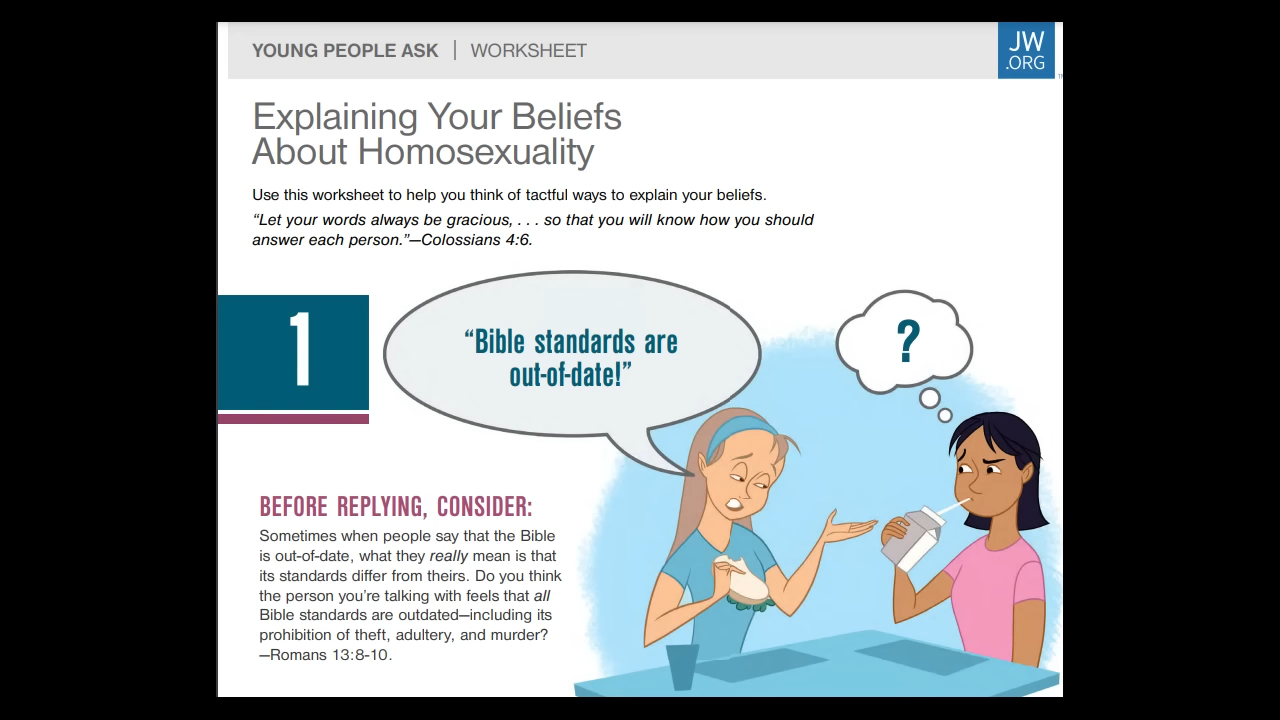 YOUNG PEOPLE ASK | WORKSHEET
JW
.ORG
TM
Explaining Your Beliefs
About Homosexuality
Use this worksheet to help you think of tactful ways to explain your beliefs.
“Let your words always be gracious, . . . so that you will know how you should
answer each person.”—Colossians 4:6.
1
“Bible standards are
out-of-date!”
?
BEFORE REPLYING, CONSIDER:
Sometimes when people say that the Bible
is out-of-date, what they really mean is that
its standards differ from theirs. Do you think
the person you’re talking with feels that all
Bible standards are outdated—including its
prohibition of theft, adultery, and murder?
—Romans 13:8-10.